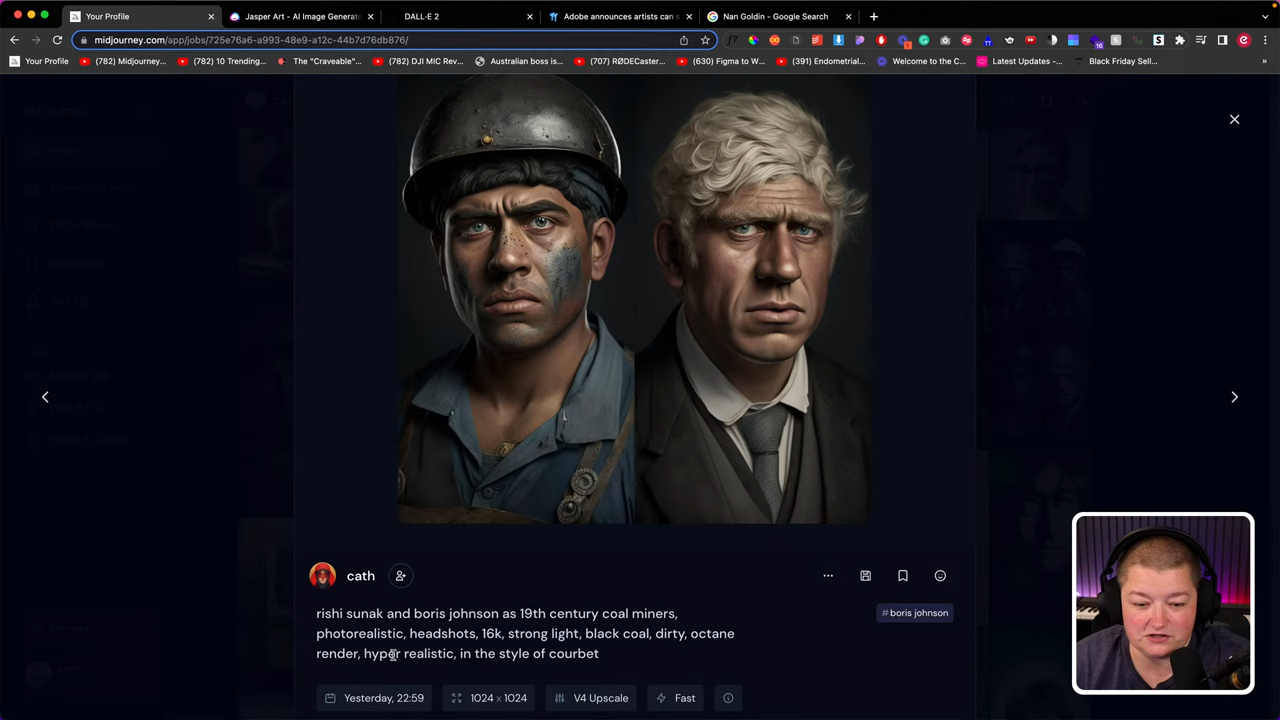 Your Profile
Jasper Art - AI Image Generato
DALL·E 2
Adobe announces artists can s
Nan Goldin - Google Search
midjourney.com/app/jobs/725e76a6-a993-48e9-a12c-44b7d76db876/
Your Profile
(782) Midjourney...
(782) 10 Trending...
The "Craveable"...
(782) DJI MIC Rev...
Australian boss is...
(707) RØDECaster...
(630) Figma to W...
(391) Endometrial...
Welcome to the C...
Latest Updates -...
Black Friday Sell...
cath
rishi sunak and boris johnson as 19th century coal miners,
photorealistic, headshots, 16k, strong light, black coal, dirty, octane
render, hyper realistic, in the style of courbet
#boris johnson
Yesterday, 22:59
1024 x 1024
V4 Upscale
Fast